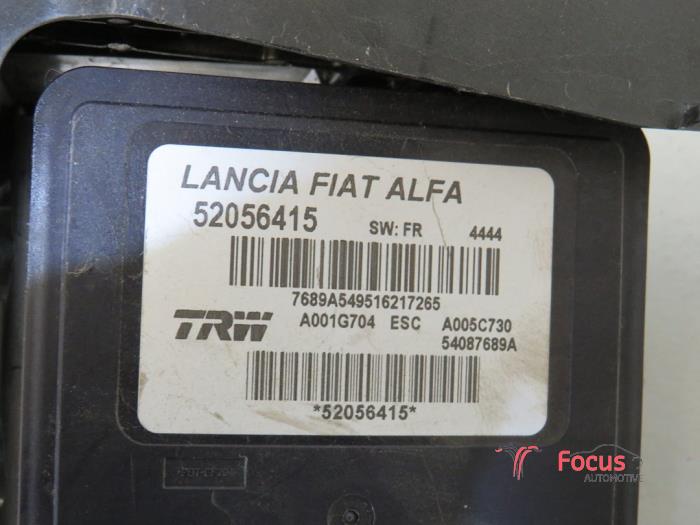 LANCIA FIAT ALFA
52056415 SW: FR 4444
7689A549516217265
TRW A001G704 ESC A005C730
54087689A
*52056415*
Focus
AUTOMOTIVE